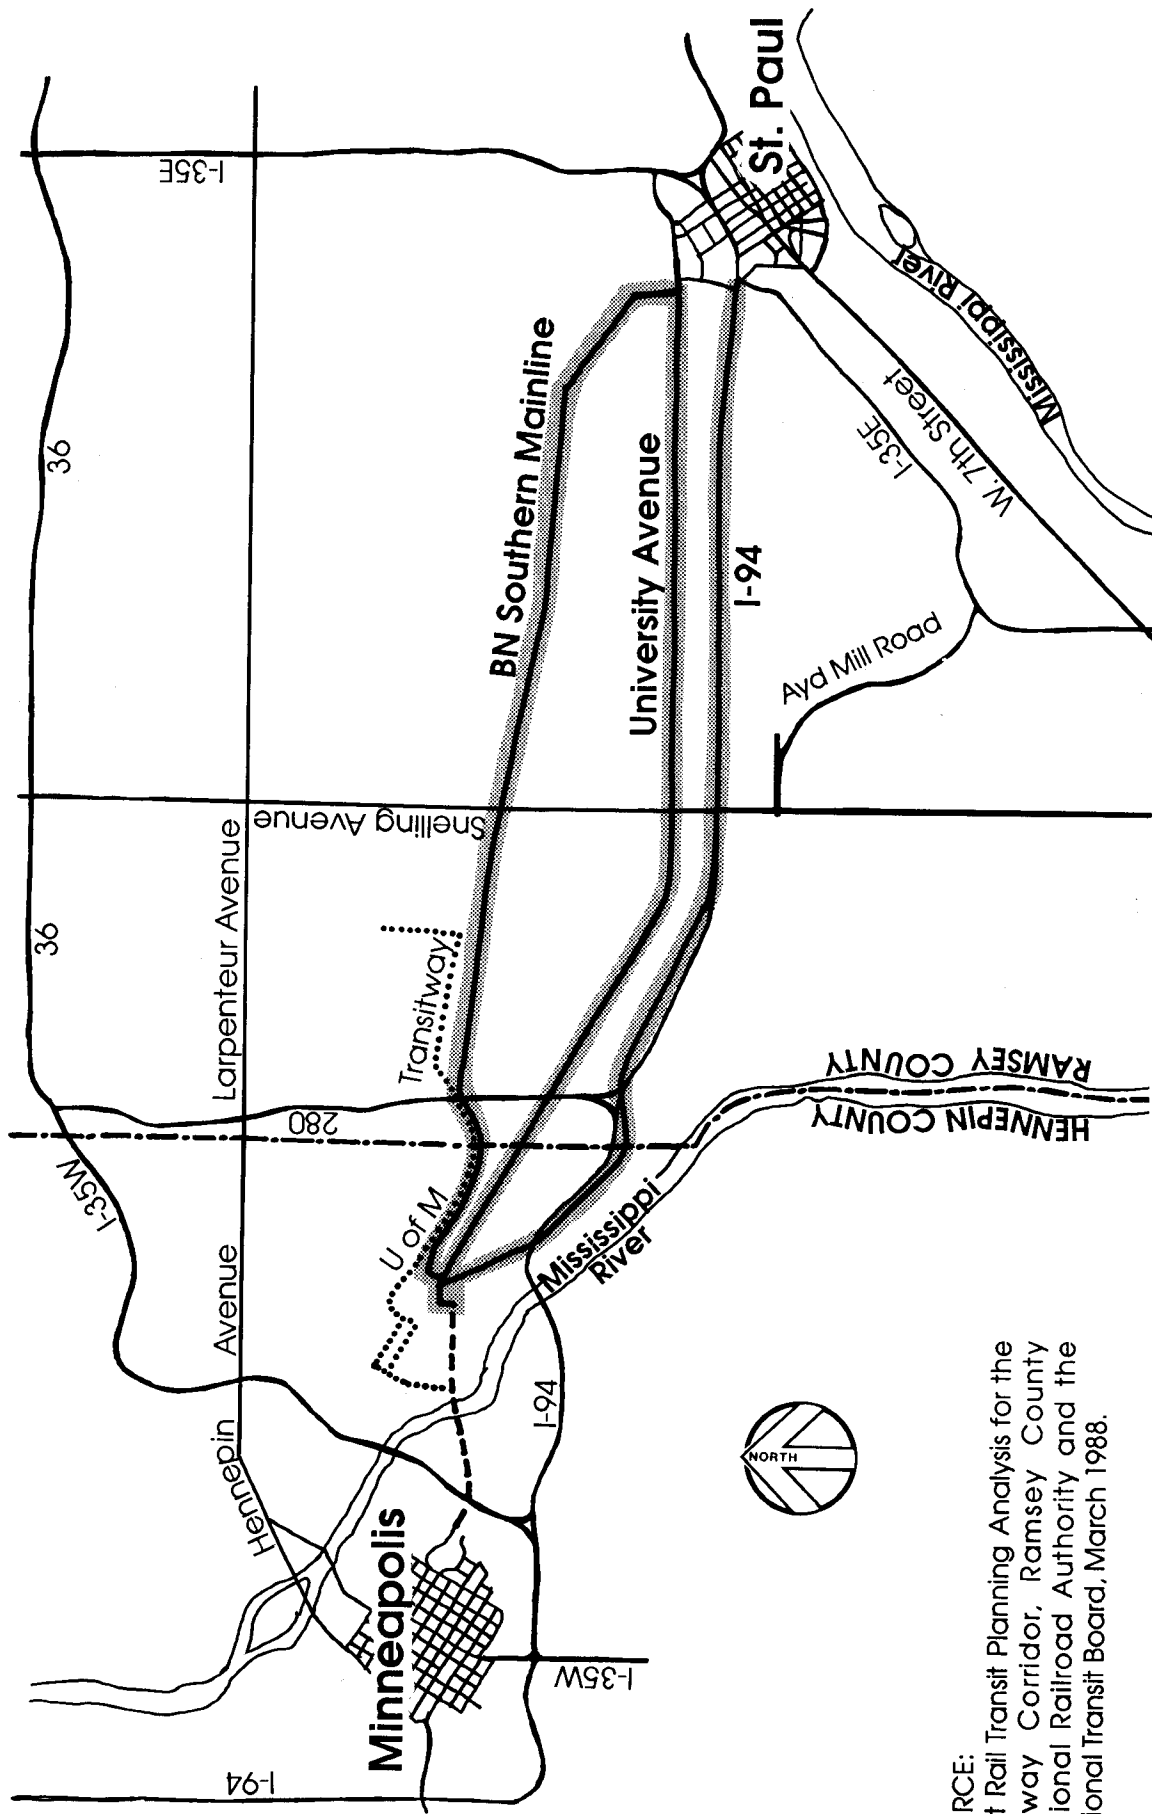 36
36
I-35E
Larpenteur Avenue
Avenue
Hennepin
I-35W
280
Snelling Avenue
Transitway
U of M
BN Southern Mainline
University Avenue
I-94
St. Paul
Mississippi River
W. 7th Street
I-35E
Ayd Mill Road
RAMSEY COUNTY
HENNEPIN COUNTY
Mississippi
River
I-94
Minneapolis
I-35W
I-94
NORTH
RCE:
t Rail Transit Planning Analysis for the
way Corridor, Ramsey County
ional Railroad Authority and the
ional Transit Board, March 1988.